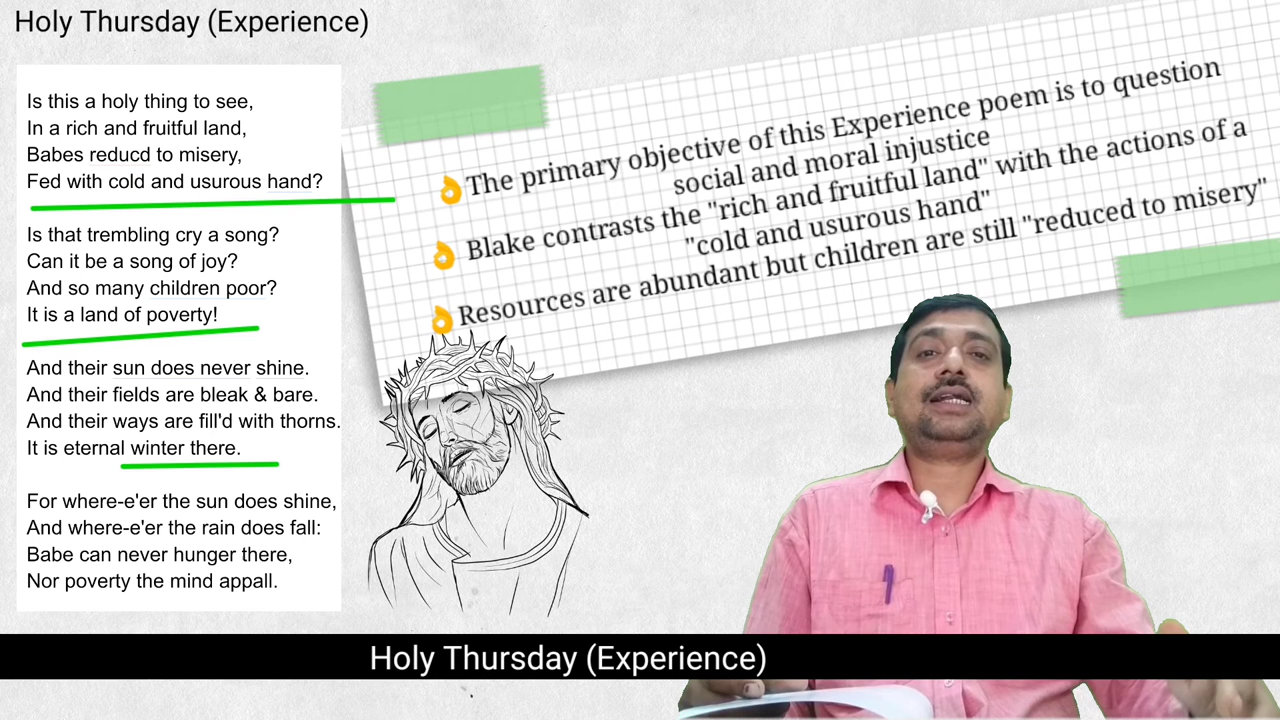 Holy Thursday (Experience)
Is this a holy thing to see,
In a rich and fruitful land,
Babes reducd to misery,
Fed with cold and usurous hand?
Is that trembling cry a song?
Can it be a song of joy?
And so many children poor?
It is a land of poverty!
And their sun does never shine.
And their fields are bleak & bare.
And their ways are fill'd with thorns.
It is eternal winter there.
For where-e'er the sun does shine,
And where-e'er the rain does fall:
Babe can never hunger there,
Nor poverty the mind appall.
👌The primary objective of this Experience poem is to question
social and moral injustice
👌 Blake contrasts the "rich and fruitful land" with the actions of a
"cold and usurous hand"
👌Resources are abundant but children are still "reduced to misery"
Holy Thursday (Experience)